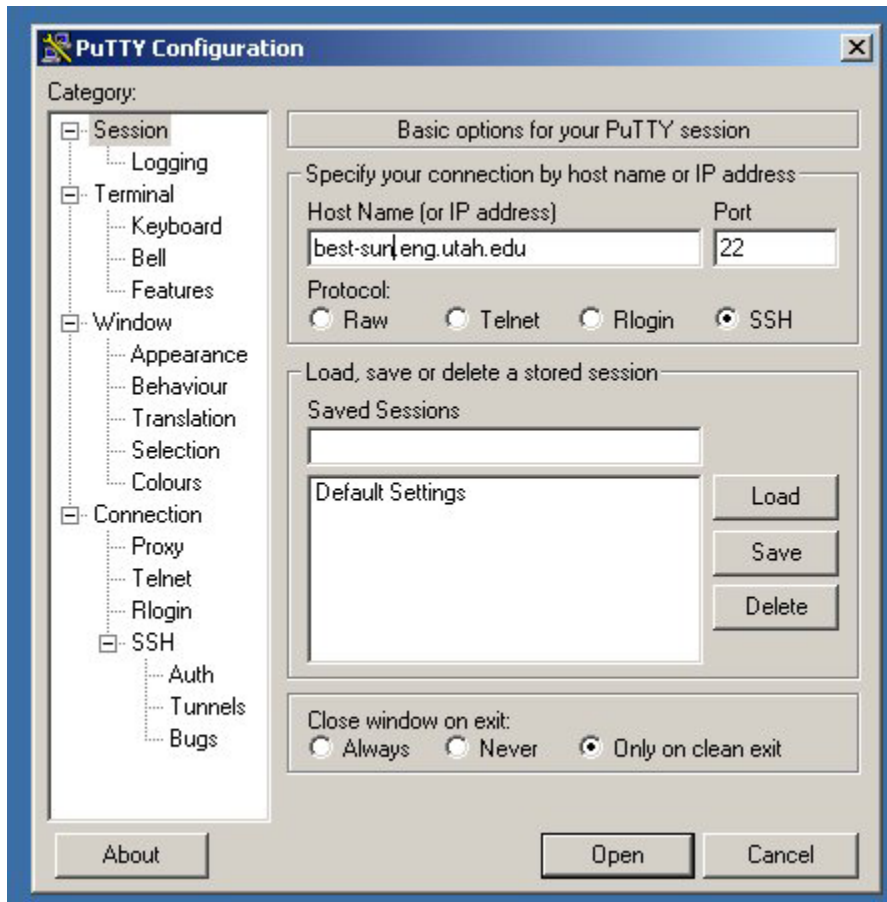 PuTTY Configuration
Category:
Session
Logging
Terminal
Keyboard
Bell
Features
Window
Appearance
Behaviour
Translation
Selection
Colours
Connection
Proxy
Telnet
Rlogin
SSH
Auth
Tunnels
Bugs
Basic options for your PuTTY session
Specify your connection by host name or IP address
Host Name (or IP address) Port
best-sun.eng.utah.edu 22
Protocol:
Raw Telnet Rlogin SSH
Load, save or delete a stored session
Saved Sessions
Default Settings
Load
Save
Delete
Close window on exit:
Always Never Only on clean exit
About Open Cancel